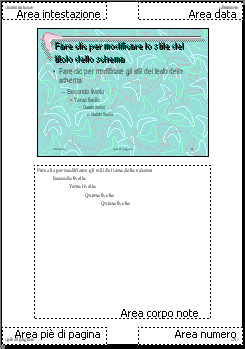 Area intestazione
Area data
Fare clic per modificare lo stile del
titolo dello schema
• Fare clic per modificare gli stili del testo dello
schema
– Secondo livello
• Terzo livello
– Quarto livello
• Quinto livello
Fare clic per modificare gli stili del testo dello schema
Secondo livello
Terzo livello
Quarto livello
Quinto livello
Area corpo note
Area piè di pagina
Area numero